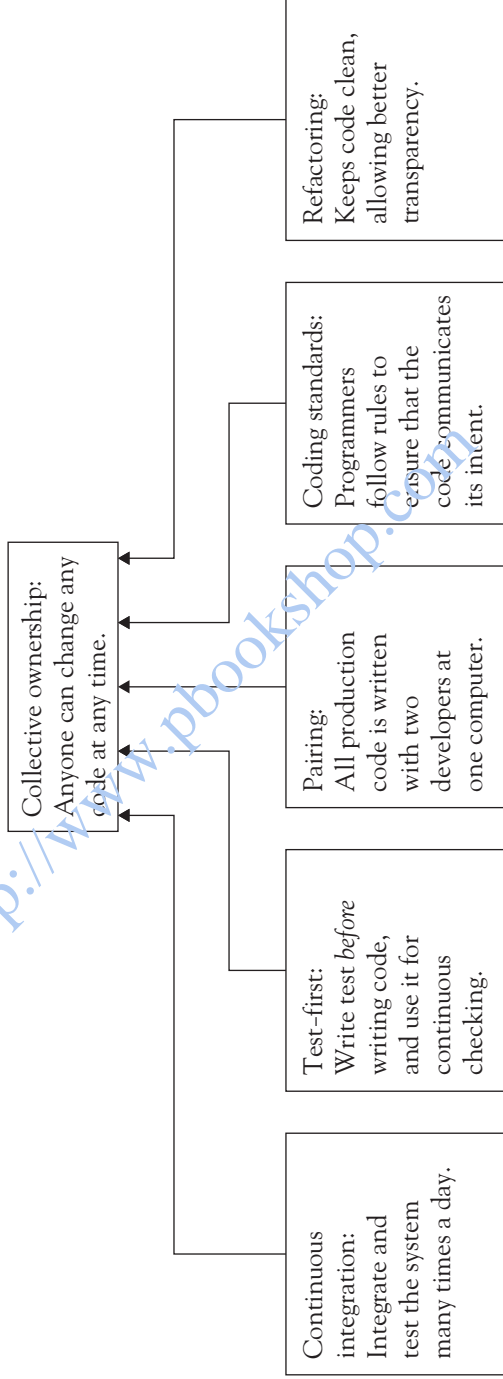 Collective ownership:
Anyone can change any
code at any time.
Continuous
integration:
Integrate and
test the system
many times a day.
Test-first:
Write test before
writing code,
and use it for
continuous
checking.
Pairing:
All production
code is written
with two
developers at
one computer.
Coding standards:
Programmers
follow rules to
ensure that the
code communicates
its intent.
Refactoring:
Keeps code clean,
allowing better
transparency.
p://www.pbookshop.com